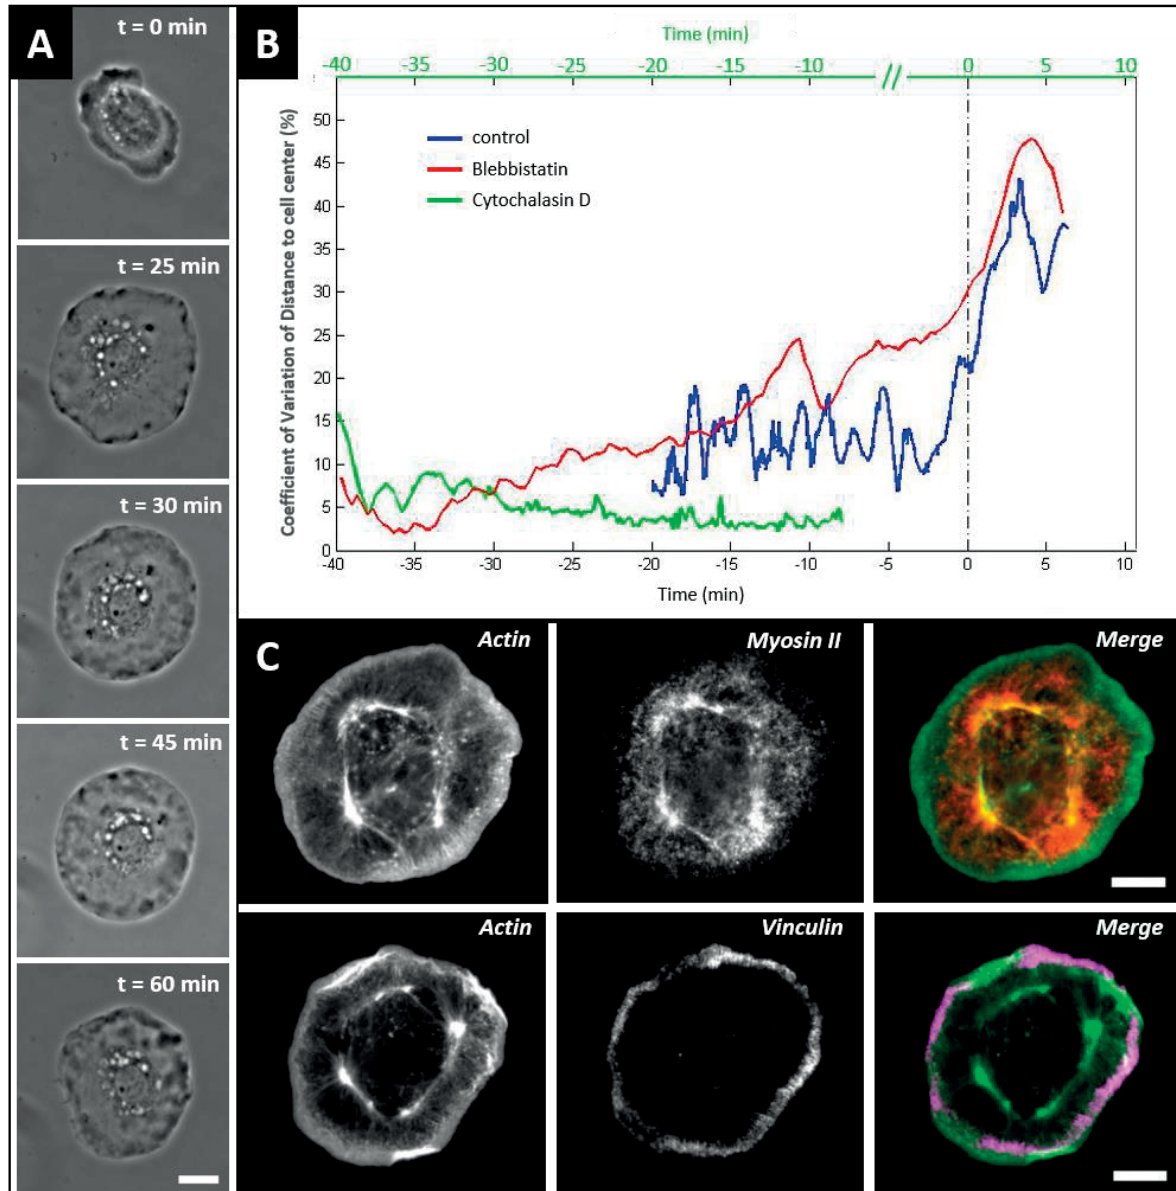 A
t = 0 min
t = 25 min
t = 30 min
t = 45 min
t = 60 min
B
Time (min)
-40 -35 -30 -25 -20 -15 -10 // 0 5 10
Coefficient of Variation of Distance to cell center (%)
50
45
40
35
30
25
20
15
10
5
0
control
Blebbistatin
Cytochalasin D
-40 -35 -30 -25 -20 -15 -10 -5 0 5 10
Time (min)
C
Actin
Myosin II
Merge
Actin
Vinculin
Merge